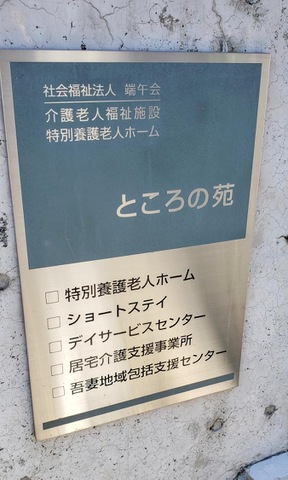 社会福祉法人 端午会
介護老人福祉施設
特別養護老人ホーム
ところの苑
□ 特別養護老人ホーム
□ ショートステイ
□ デイサービスセンター
□ 居宅介護支援事業所
□ 吾妻地域包括支援センター